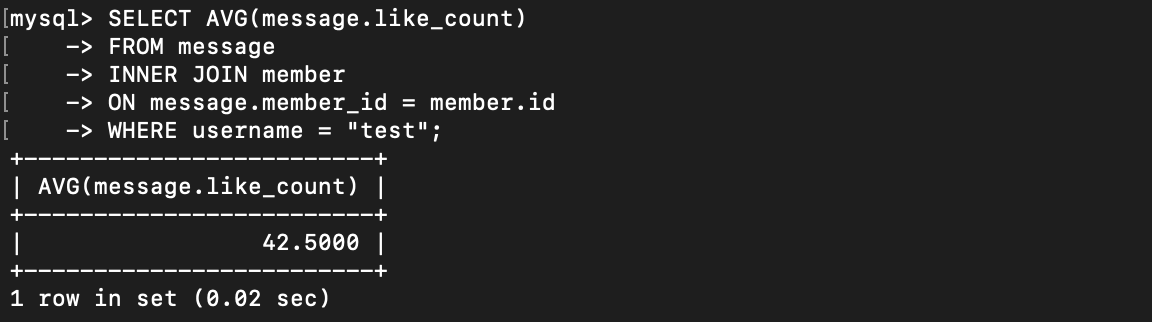 [mysql> SELECT AVG(message.like_count)
[    -> FROM message
[    -> INNER JOIN member
[    -> ON message.member_id = member.id
[    -> WHERE username = "test";
+-------------------------+
| AVG(message.like_count) |
+-------------------------+
|                 42.5000 |
+-------------------------+
1 row in set (0.02 sec)